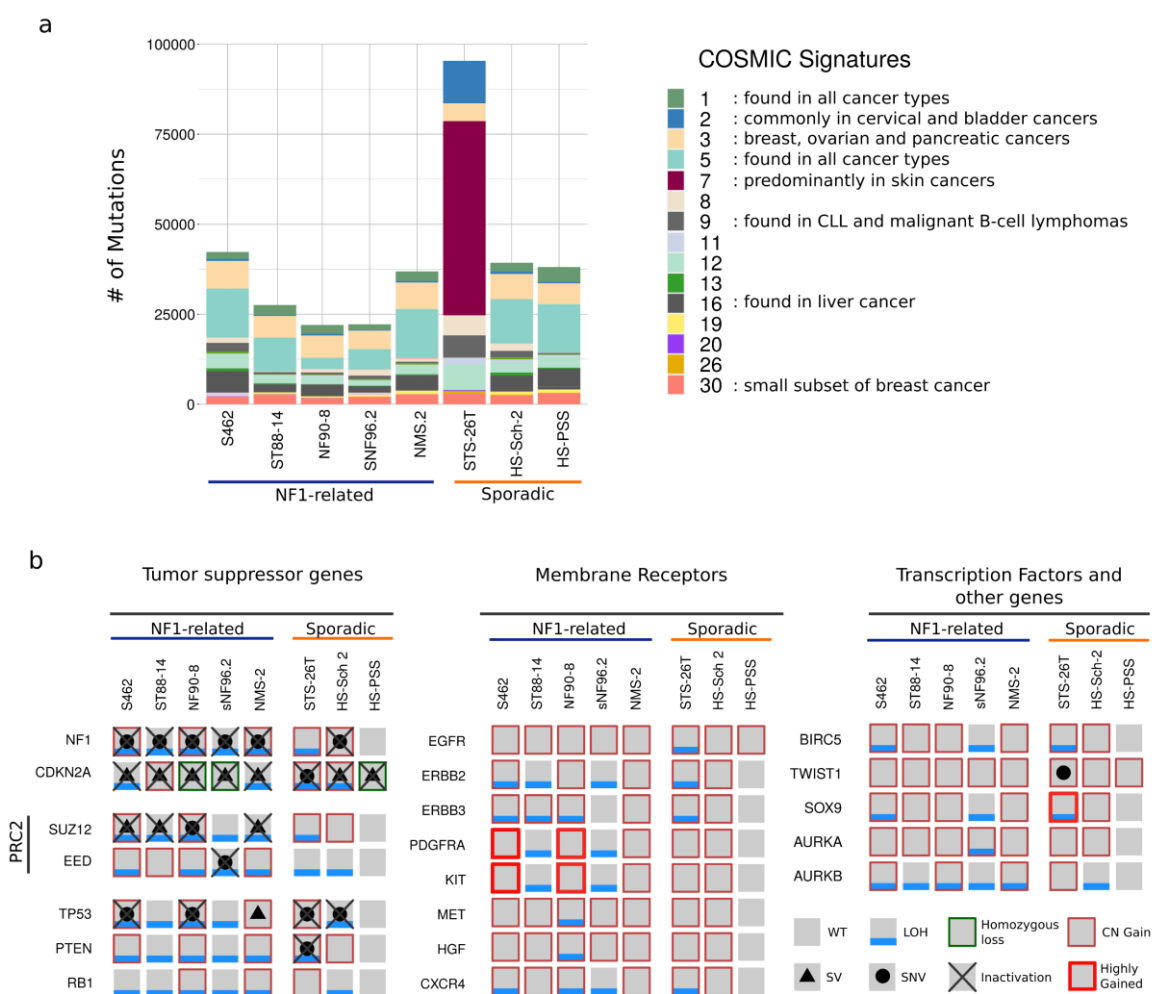 a
100000
75000
50000
25000
0
# of Mutations
S462
ST88-14
NF90-8
SNF96.2
NMS.2
STS-26T
HS-Sch-2
HS-PSS
NF1-related
Sporadic
COSMIC Signatures
1 : found in all cancer types
2 : commonly in cervical and bladder cancers
3 : breast, ovarian and pancreatic cancers
5 : found in all cancer types
7 : predominantly in skin cancers
8
9 : found in CLL and malignant B-cell lymphomas
11
12
13
16 : found in liver cancer
19
20
26
30 : small subset of breast cancer
b
Tumor suppressor genes
NF1-related
Sporadic
S462
ST88-14
NF90-8
sNF96.2
NMS-2
STS-26T
HS-Sch 2
HS-PSS
NF1
CDKN2A
PRC2
SUZ12
EED
TP53
PTEN
RB1
Membrane Receptors
NF1-related
Sporadic
S462
ST88-14
NF90-8
sNF96.2
NMS-2
STS-26T
HS-Sch 2
HS-PSS
EGFR
ERBB2
ERBB3
PDGFRA
KIT
MET
HGF
CXCR4
Transcription Factors and
other genes
NF1-related
Sporadic
S462
ST88-14
NF90-8
sNF96.2
NMS-2
STS-26T
HS-Sch-2
HS-PSS
BIRC5
TWIST1
SOX9
AURKA
AURKB
WT
LOH
Homozygous
loss
CN Gain
SV
SNV
Inactivation
Highly
Gained